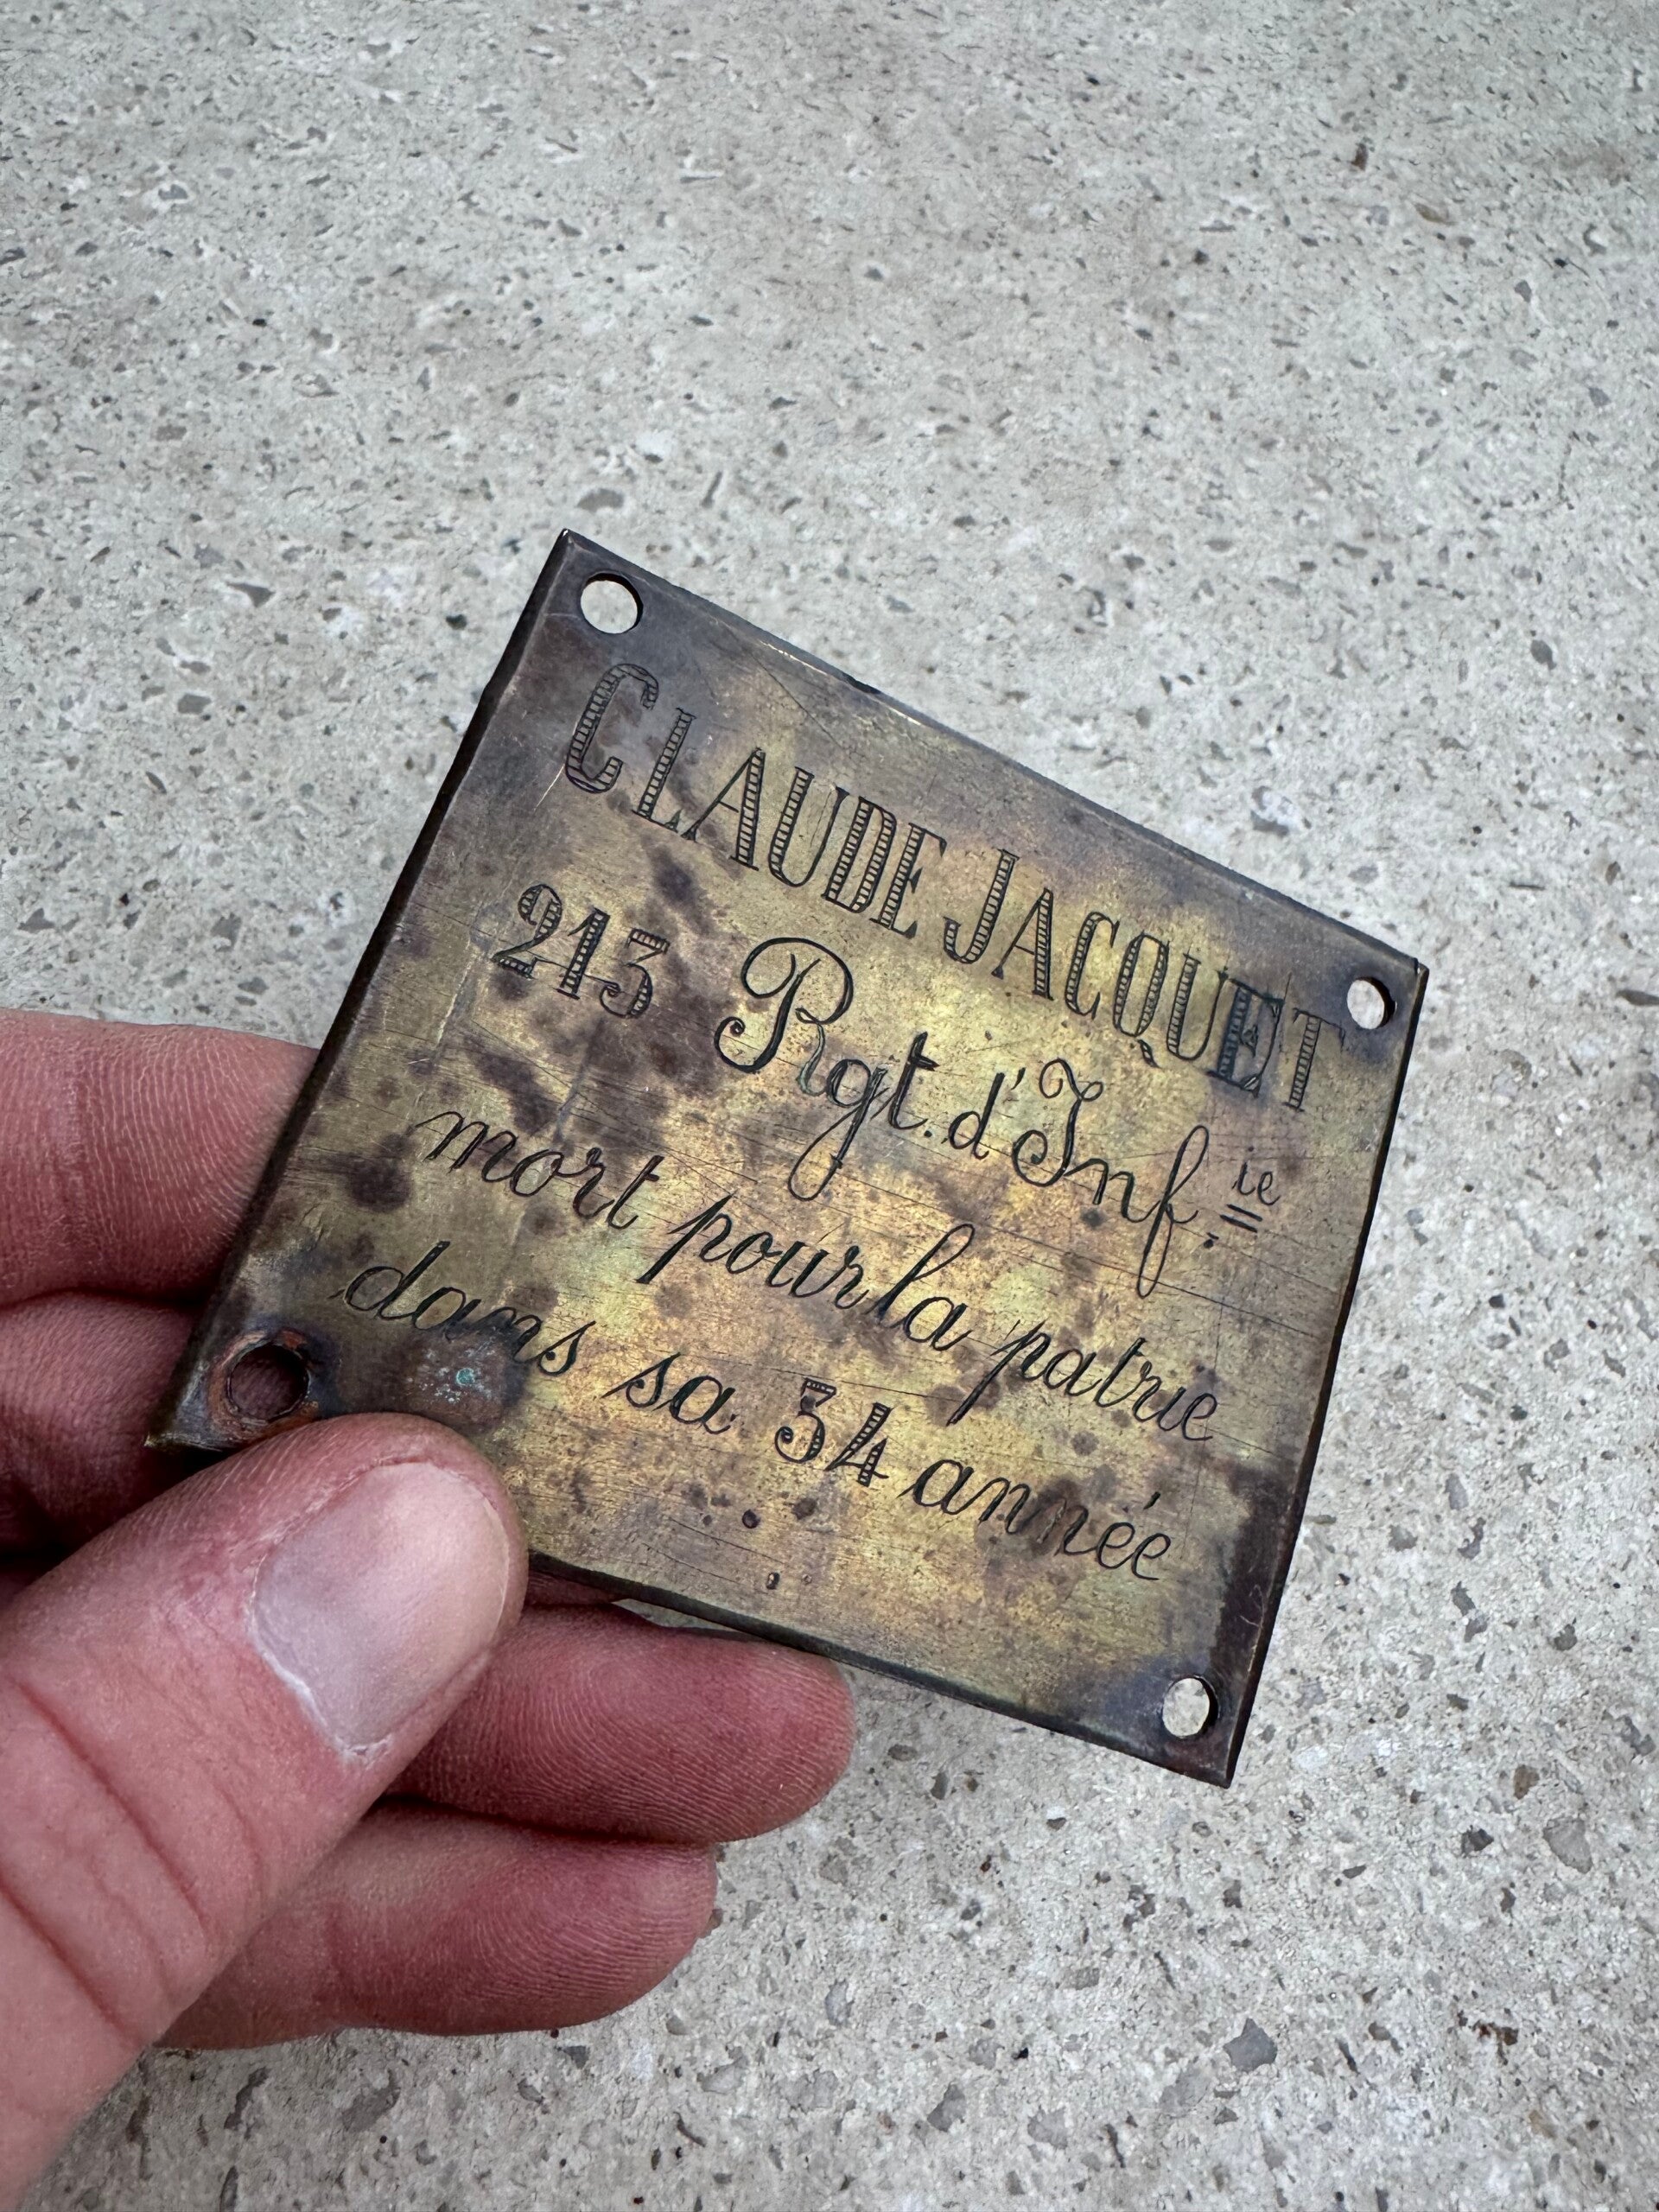 CLAUDE JACQUET
213 Rgt. d'Inf.ie
mort pour la patrie
dans sa 34 année